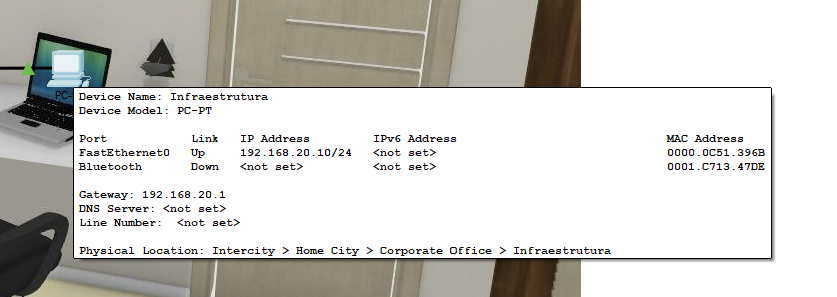 PC-
Device Name: Infraestrutura
Device Model: PC-PT
Port Link IP Address IPv6 Address MAC Address
FastEthernet0 Up 192.168.20.10/24 <not set> 0000.0C51.396B
Bluetooth Down <not set> <not set> 0001.C713.47DE
Gateway: 192.168.20.1
DNS Server: <not set>
Line Number: <not set>
Physical Location: Intercity > Home City > Corporate Office > Infraestrutura